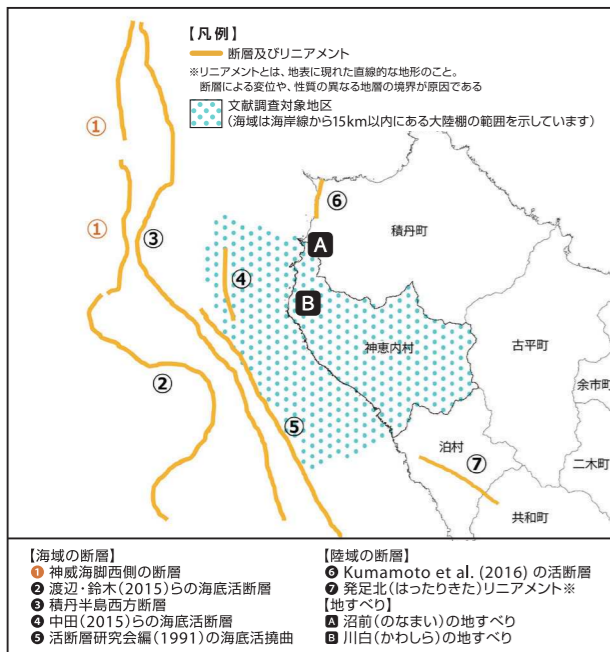 【凡例】
断層及びリニアメント
※リニアメントとは、地表に現れた直線的な地形のこと。
断層による変位や、性質の異なる地層の境界が原因である
文献調査対象地区
(海域は海岸線から15km以内にある大陸棚の範囲を示しています)
①
⑥
積丹町
A
①
③
④
B
神恵内村
古平町
余市町
②
⑤
泊村
⑦
仁木町
共和町
【海域の断層】
① 神威海脚西側の断層
❷ 渡辺・鈴木(2015)らの海底活断層
❸ 積丹半島西方断層
❹ 中田(2015)らの海底活断層
❺ 活断層研究会編(1991)の海底活撓曲
【陸域の断層】
❻ Kumamoto et al. (2016) の活断層
❼ 発足北(はったりきた)リニアメント※
【地すべり】
A 沼前(のなまい)の地すべり
B 川白(かわしら)の地すべり